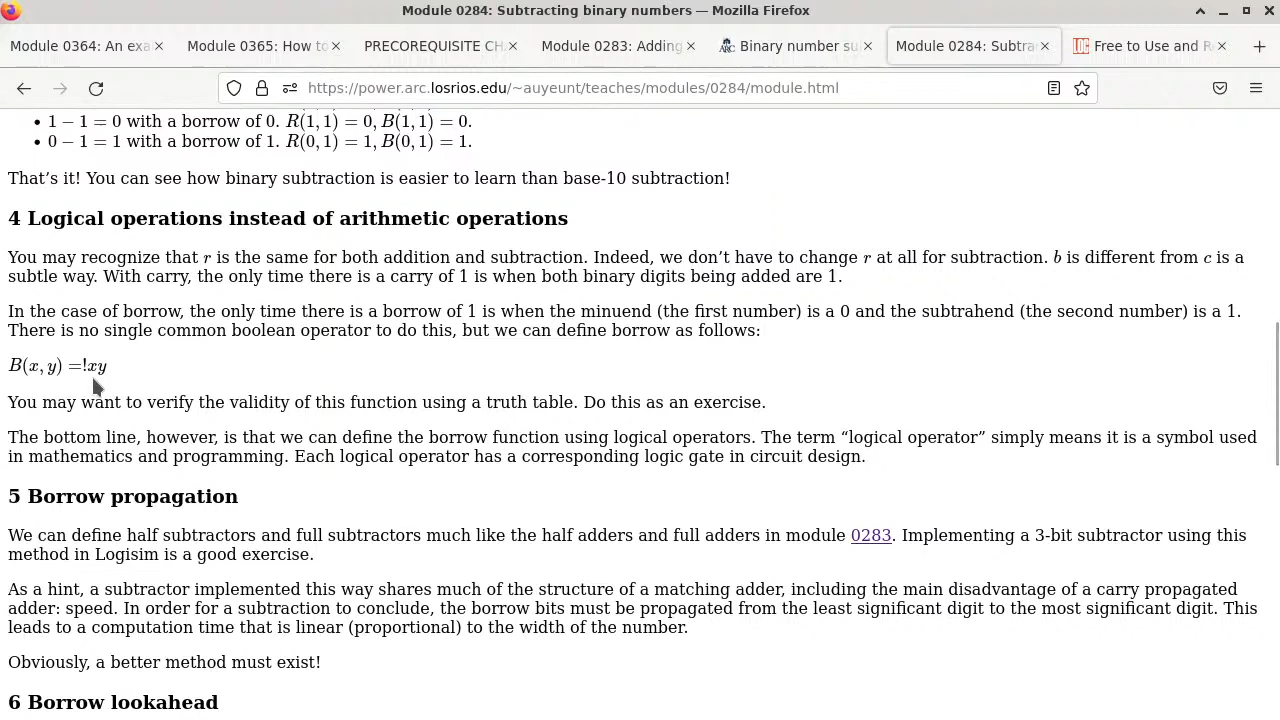 Module 0284: Subtracting binary numbers — Mozilla Firefox
Module 0364: An exa
Module 0365: How to
PRECOREQUISITE CH
Module 0283: Adding
Binary number su
Module 0284: Subtra
Free to Use and R
https://power.arc.losrios.edu/~auyeunt/teaches/modules/0284/module.html
• 1 − 1 = 0 with a borrow of 0. R(1, 1) = 0, B(1, 1) = 0.
• 0 − 1 = 1 with a borrow of 1. R(0, 1) = 1, B(0, 1) = 1.
That’s it! You can see how binary subtraction is easier to learn than base-10 subtraction!
4 Logical operations instead of arithmetic operations
You may recognize that r is the same for both addition and subtraction. Indeed, we don’t have to change r at all for subtraction. b is different from c is a
subtle way. With carry, the only time there is a carry of 1 is when both binary digits being added are 1.
In the case of borrow, the only time there is a borrow of 1 is when the minuend (the first number) is a 0 and the subtrahend (the second number) is a 1.
There is no single common boolean operator to do this, but we can define borrow as follows:
B(x, y) =!xy
You may want to verify the validity of this function using a truth table. Do this as an exercise.
The bottom line, however, is that we can define the borrow function using logical operators. The term “logical operator” simply means it is a symbol used
in mathematics and programming. Each logical operator has a corresponding logic gate in circuit design.
5 Borrow propagation
We can define half subtractors and full subtractors much like the half adders and full adders in module 0283. Implementing a 3-bit subtractor using this
method in Logisim is a good exercise.
As a hint, a subtractor implemented this way shares much of the structure of a matching adder, including the main disadvantage of a carry propagated
adder: speed. In order for a subtraction to conclude, the borrow bits must be propagated from the least significant digit to the most significant digit. This
leads to a computation time that is linear (proportional) to the width of the number.
Obviously, a better method must exist!
6 Borrow lookahead